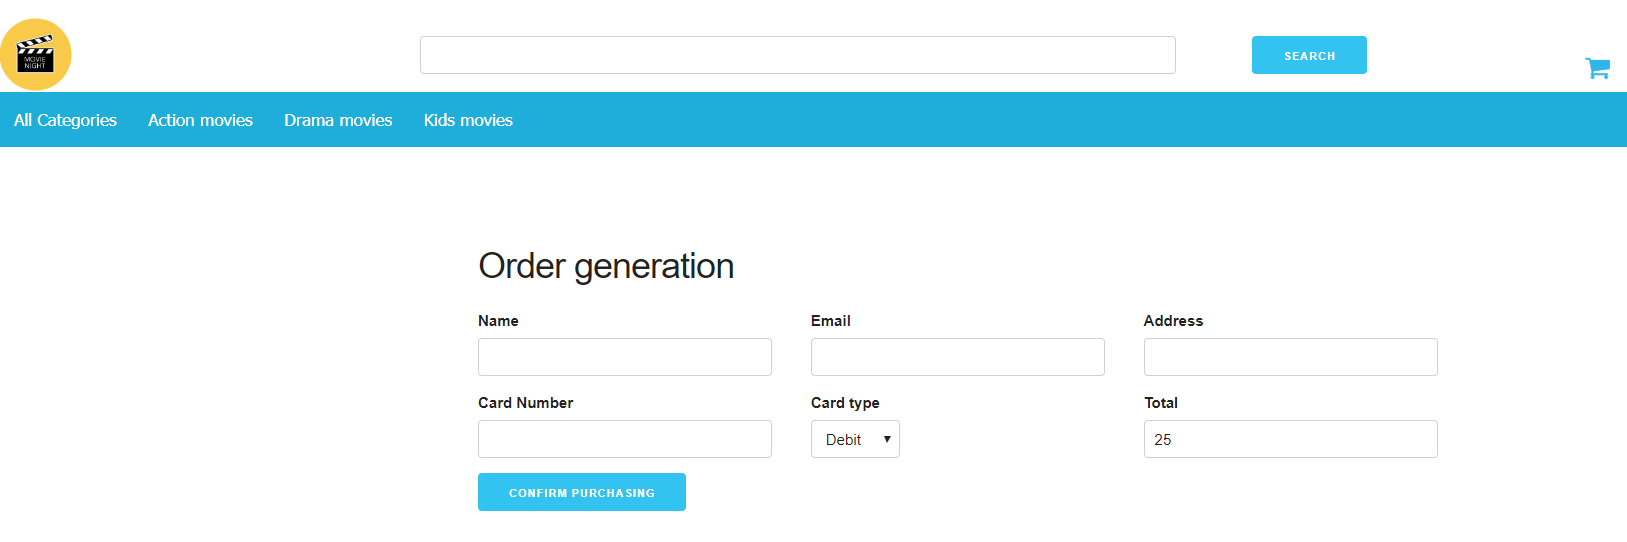 MOVIE
NIGHT
SEARCH
All Categories Action movies Drama movies Kids movies
Order generation
Name Email Address
Card Number Card type Total
Debit 25
CONFIRM PURCHASING